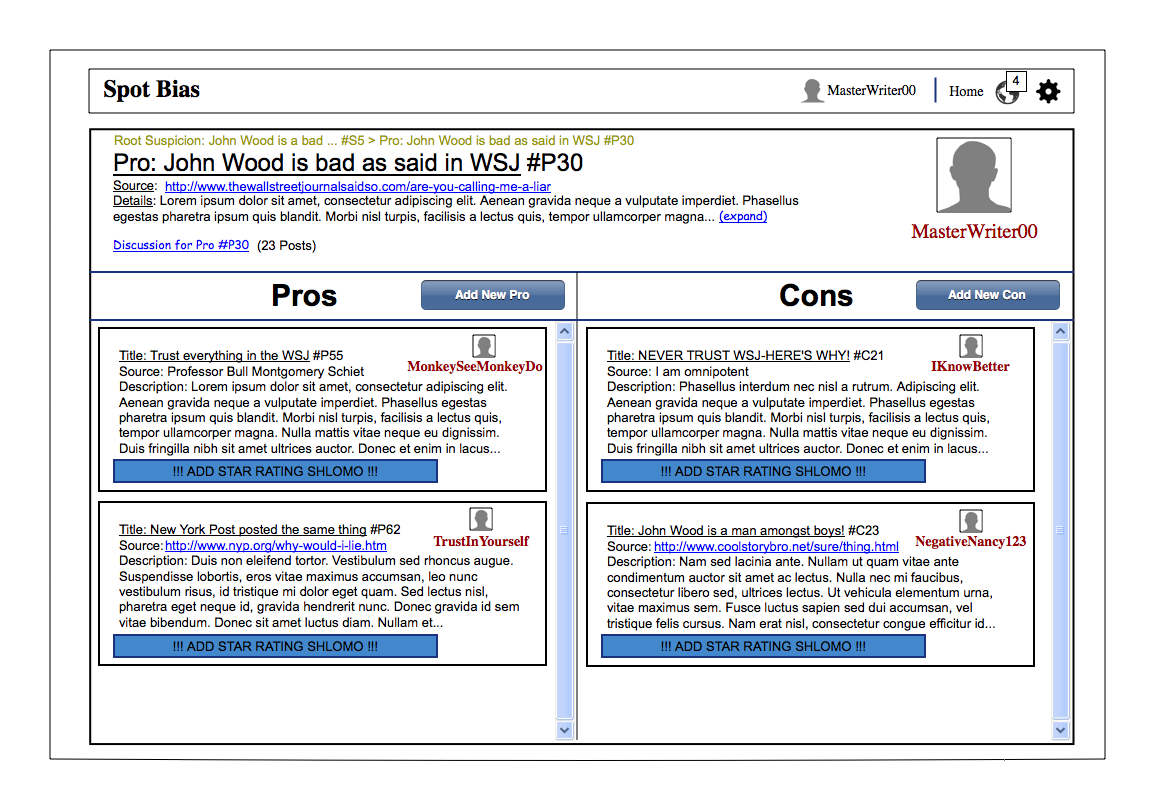 Spot Bias
MasterWriter00
Home
4
Root Suspicion: John Wood is a bad ... #S5 > Pro: John Wood is bad as said in WSJ #P30
Pro: John Wood is bad as said in WSJ #P30
Source: http://www.thewallstreetjournalsaidso.com/are-you-calling-me-a-liar
Details: Lorem ipsum dolor sit amet, consectetur adipiscing elit. Aenean gravida neque a vulputate imperdiet. Phasellus
egestas pharetra ipsum quis blandit. Morbi nisl turpis, facilisis a lectus quis, tempor ullamcorper magna... (expand)
Discussion for Pro #P30 (23 Posts)
MasterWriter00
Pros
Add New Pro
Cons
Add New Con
Title: Trust everything in the WSJ #P55
MonkeySeeMonkeyDo
Source: Professor Bull Montgomery Schiet
Description: Lorem ipsum dolor sit amet, consectetur adipiscing elit.
Aenean gravida neque a vulputate imperdiet. Phasellus egestas
pharetra ipsum quis blandit. Morbi nisl turpis, facilisis a lectus quis,
tempor ullamcorper magna. Nulla mattis vitae neque eu dignissim.
Duis fringilla nibh sit amet ultrices auctor. Donec et enim in lacus...
!!! ADD STAR RATING SHLOMO !!!
Title: New York Post posted the same thing #P62
TrustInYourself
Source: http://www.nyp.org/why-would-i-lie.htm
Description: Duis non eleifend tortor. Vestibulum sed rhoncus augue.
Suspendisse lobortis, eros vitae maximus accumsan, leo nunc
vestibulum risus, id tristique mi dolor eget quam. Sed lectus nisl,
pharetra eget neque id, gravida hendrerit nunc. Donec gravida id sem
vitae bibendum. Donec sit amet luctus diam. Nullam et...
!!! ADD STAR RATING SHLOMO !!!
Title: NEVER TRUST WSJ-HERE'S WHY! #C21
IKnowBetter
Source: I am omnipotent
Description: Phasellus interdum nec nisl a rutrum. Adipiscing elit.
Aenean gravida neque a vulputate imperdiet. Phasellus egestas
pharetra ipsum quis blandit. Morbi nisl turpis, facilisis a lectus quis,
tempor ullamcorper magna. Nulla mattis vitae neque eu dignissim.
Duis fringilla nibh sit amet ultrices auctor. Donec et enim in lacus...
!!! ADD STAR RATING SHLOMO !!!
Title: John Wood is a man amongst boys! #C23
NegativeNancy123
Source: http://www.coolstorybro.net/sure/thing.html
Description: Nam sed lacinia ante. Nullam ut quam vitae ante
condimentum auctor sit amet ac lectus. Nulla nec mi faucibus,
consectetur libero sed, ultrices lectus. Ut vehicula elementum urna,
vitae maximus sem. Fusce luctus sapien sed dui accumsan, vel
tristique felis cursus. Nam erat nisl, consectetur congue efficitur id...
!!! ADD STAR RATING SHLOMO !!!